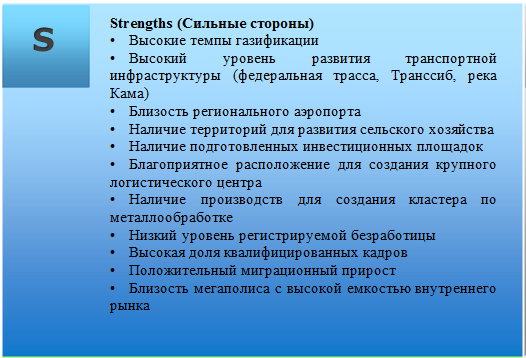 S
Strengths (Сильные стороны)
• Высокие темпы газификации
• Высокий уровень развития транспортной
инфраструктуры (федеральная трасса, Транссиб, река
Кама)
• Близость регионального аэропорта
• Наличие территорий для развития сельского хозяйства
• Наличие подготовленных инвестиционных площадок
• Благоприятное расположение для создания крупного
логистического центра
• Наличие производств для создания кластера по
металлообработке
• Низкий уровень регистрируемой безработицы
• Высокая доля квалифицированных кадров
• Положительный миграционный прирост
• Близость мегаполиса с высокой емкостью внутреннего
рынка